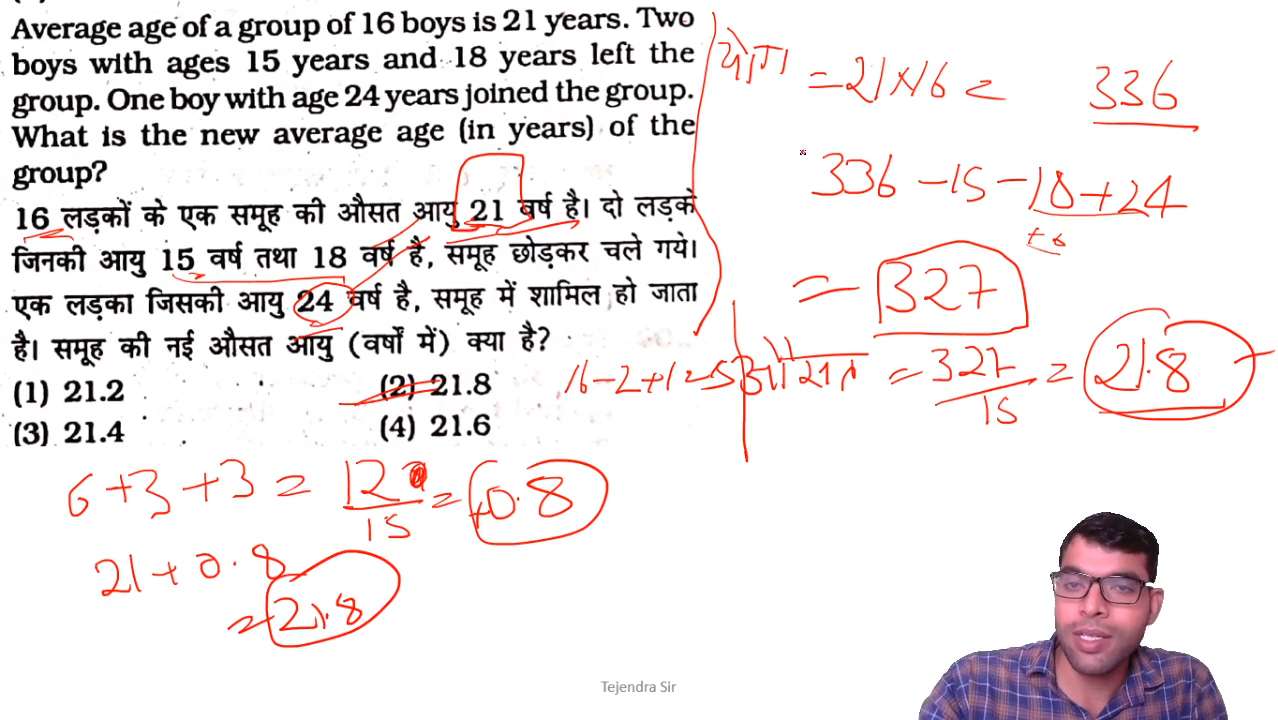 Average age of a group of 16 boys is 21 years. Two
boys with ages 15 years and 18 years left the
group. One boy with age 24 years joined the group.
What is the new average age (in years) of the
group?
16 लड़कों के एक समूह की औसत आयु 21 वर्ष है। दो लड़के
जिनकी आयु 15 वर्ष तथा 18 वर्ष है, समूह छोड़कर चले गये।
एक लड़का जिसकी आयु 24 वर्ष है, समूह में शामिल हो जाता
है। समूह की नई औसत आयु (वर्षों में) क्या है?
(1) 21.2 (2) 21.8
(3) 21.4 (4) 21.6
6+3+3 = 12/15 = +0.8
21+0.8
= 21.8
योग = 21×16 = 336
336 -15 -18 +24
+6
= 327
16-2+1=15 औसत = 327/15 = 21.8
Tejendra Sir